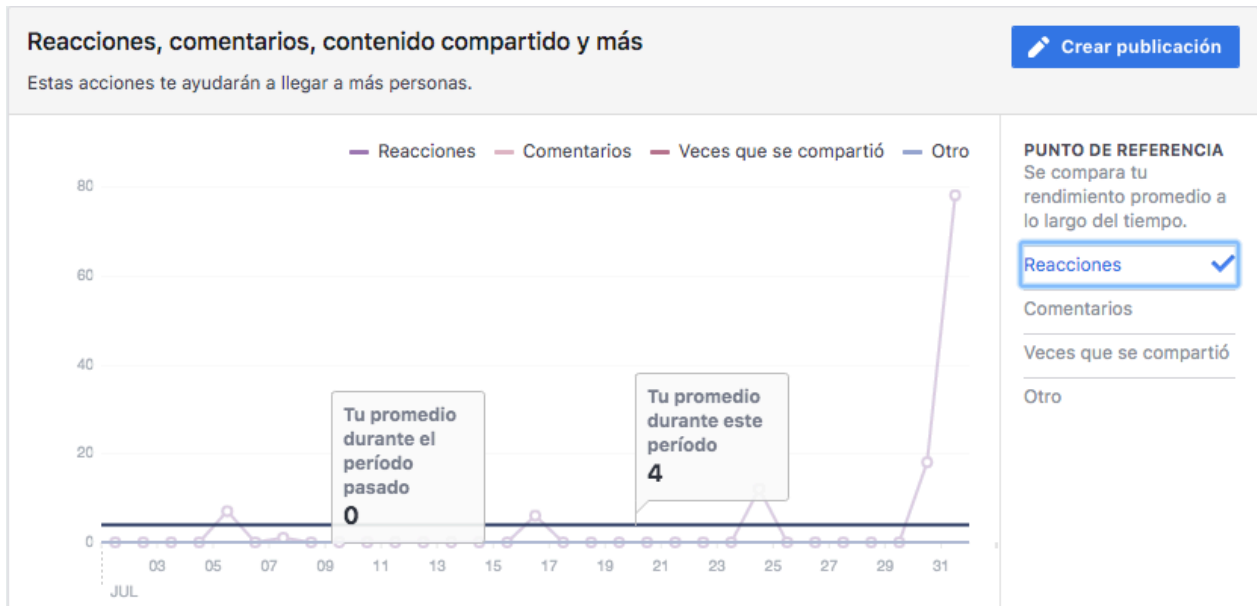 Reacciones, comentarios, contenido compartido y más
Estas acciones te ayudarán a llegar a más personas.
Crear publicación
Reacciones Comentarios Veces que se compartió Otro
80
60
40
20
0
Tu promedio
durante el
período
pasado
0
Tu promedio
durante este
período
4
03 05 07 09 11 13 15 17 19 21 23 25 27 29 31
JUL
PUNTO DE REFERENCIA
Se compara tu
rendimiento promedio a
lo largo del tiempo.
Reacciones
Comentarios
Veces que se compartió
Otro